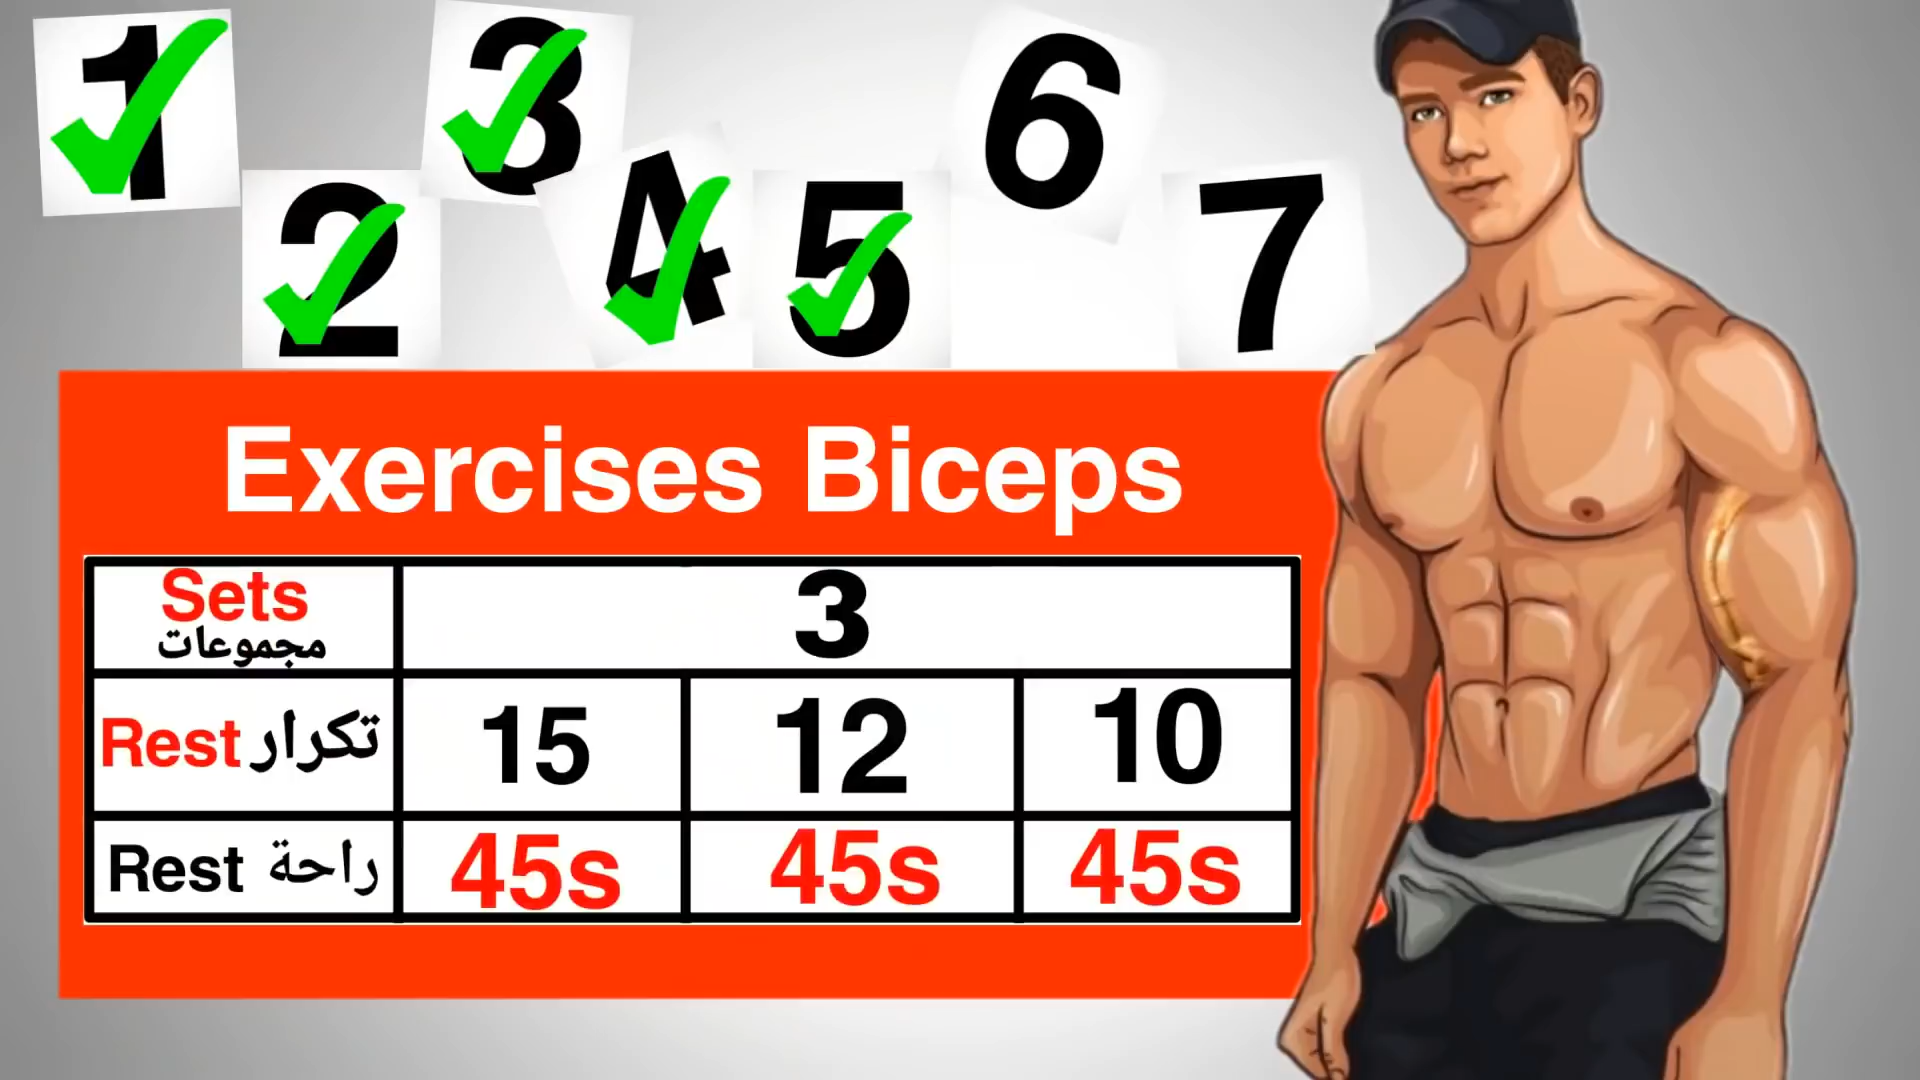 1 2 3 4 5 6 7
Exercises Biceps
Sets 3
مجموعات
Rest تكرار 15 12 10
Rest راحة 45s 45s 45s